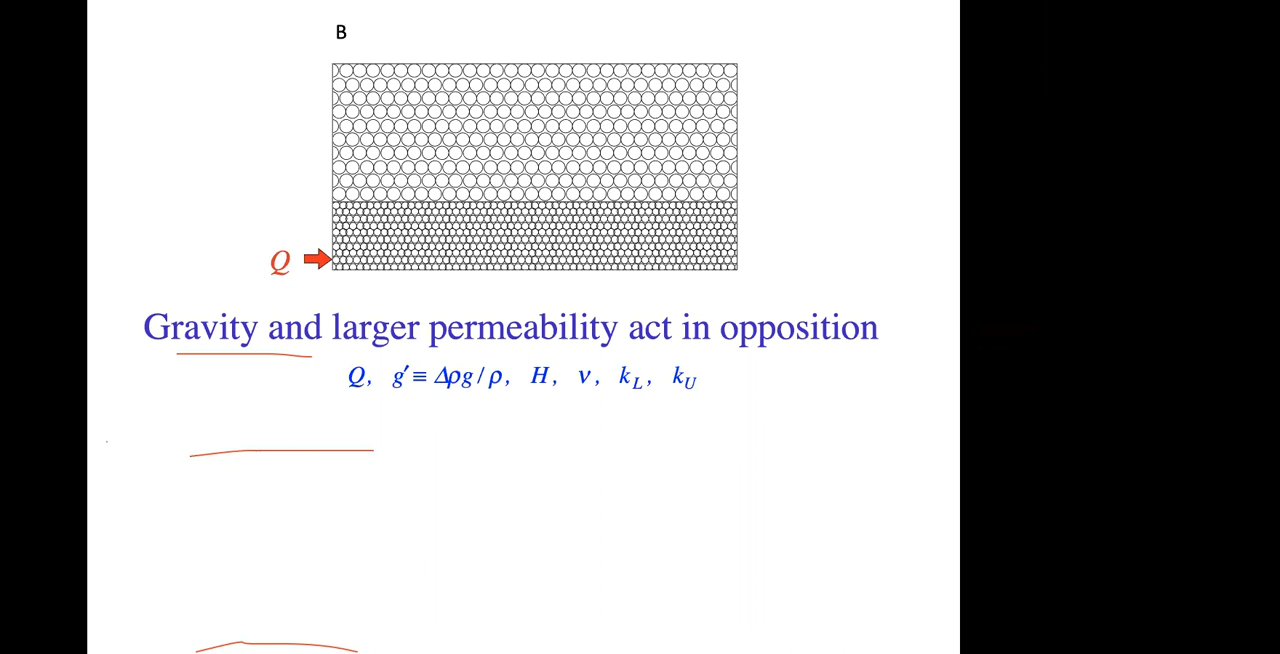 B
Q
Gravity and larger permeability act in opposition
Q, g′ ≡ Δρg/ρ, H, ν, k_L, k_U